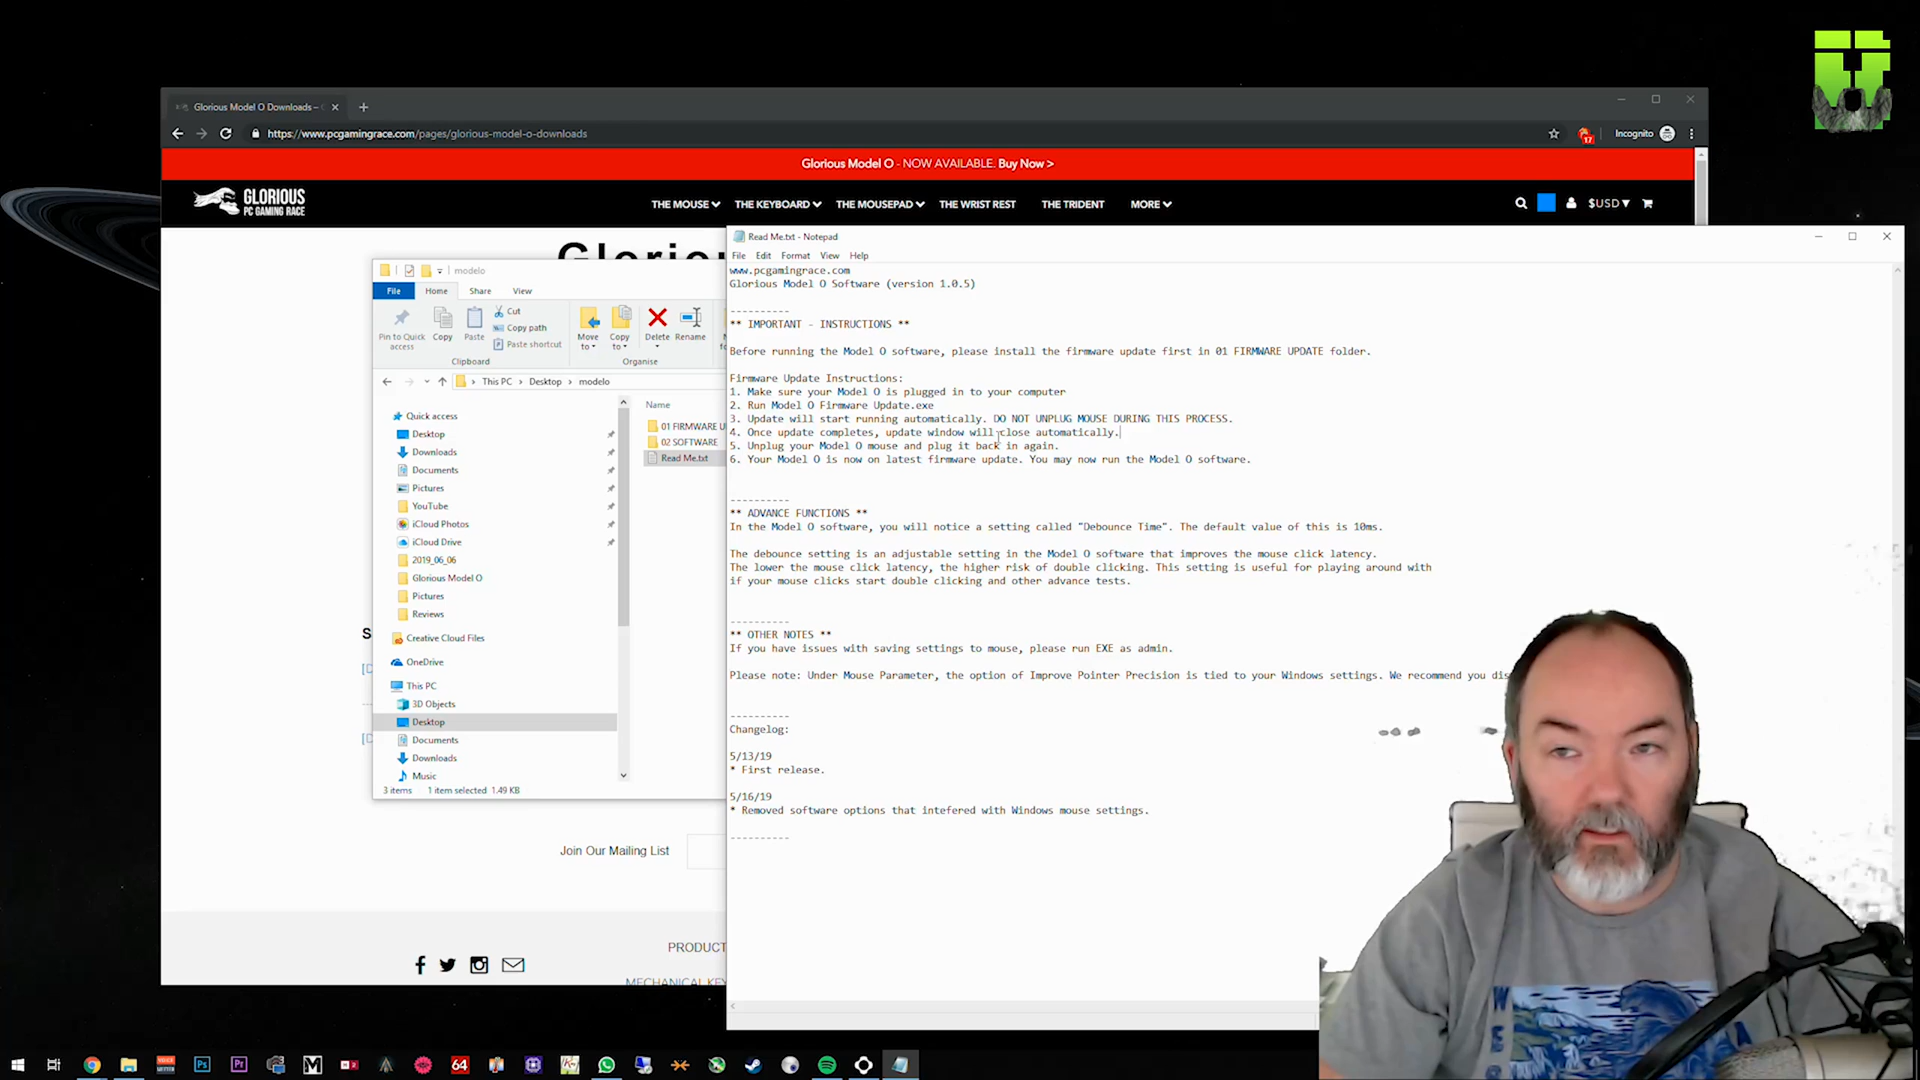 Glorious Model O Downloads –
https://www.pcgamingrace.com/pages/glorious-model-o-downloads
17
Incognito
Glorious Model O - NOW AVAILABLE. Buy Now >
GLORIOUS
PC GAMING RACE
THE MOUSE
THE KEYBOARD
THE MOUSEPAD
THE WRIST REST
THE TRIDENT
MORE
$USD▼
modelo
File
Home
Share
View
Pin to Quick access
Copy
Paste
Cut
Copy path
Paste shortcut
Move to
Copy to
Delete
Rename
Clipboard
Organise
This PC > Desktop > modelo
Quick access
Desktop
Downloads
Documents
Pictures
YouTube
iCloud Photos
iCloud Drive
2019_06_06
Glorious Model O
Pictures
Reviews
Creative Cloud Files
OneDrive
This PC
3D Objects
Desktop
Documents
Downloads
Music
Name
01 FIRMWARE U
02 SOFTWARE
Read Me.txt
3 items
1 item selected 1.49 KB
Read Me.txt - Notepad
File Edit Format View Help
www.pcgamingrace.com
Glorious Model O Software (version 1.0.5)
----------
** IMPORTANT - INSTRUCTIONS **
Before running the Model O software, please install the firmware update first in 01 FIRMWARE UPDATE folder.
Firmware Update Instructions:
1. Make sure your Model O is plugged in to your computer
2. Run Model O Firmware Update.exe
3. Update will start running automatically. DO NOT UNPLUG MOUSE DURING THIS PROCESS.
4. Once update completes, update window will close automatically.
5. Unplug your Model O mouse and plug it back in again.
6. Your Model O is now on latest firmware update. You may now run the Model O software.
----------
** ADVANCE FUNCTIONS **
In the Model O software, you will notice a setting called "Debounce Time". The default value of this is 10ms.
The debounce setting is an adjustable setting in the Model O software that improves the mouse click latency.
The lower the mouse click latency, the higher risk of double clicking. This setting is useful for playing around with
if your mouse clicks start double clicking and other advance tests.
----------
** OTHER NOTES **
If you have issues with saving settings to mouse, please run EXE as admin.
Please note: Under Mouse Parameter, the option of Improve Pointer Precision is tied to your Windows settings. We recommend you dis
----------
Changelog:
5/13/19
* First release.
5/16/19
* Removed software options that intefered with Windows mouse settings.
----------
Join Our Mailing List
PRODUCT
MECHANICAL KEY
Ps
Pr
64